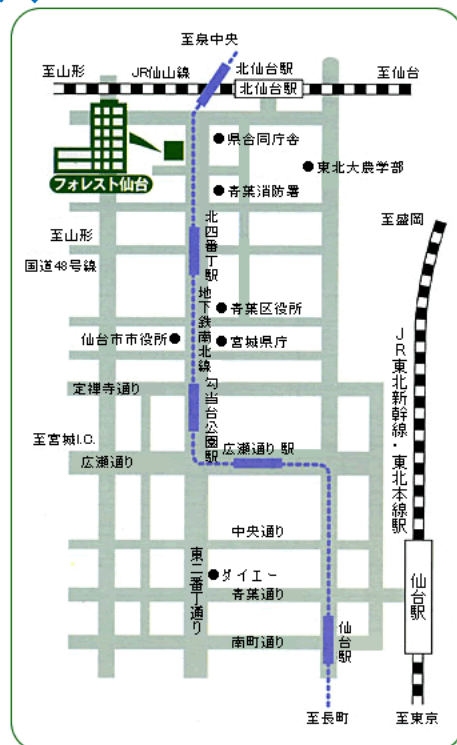 至泉中央
至山形
JR仙山線
北仙台駅
至仙台
北仙台駅
県合同庁舎
東北大農学部
フォレスト仙台
青葉消防署
至盛岡
北四番丁駅
至山形
国道48号線
地下鉄南北線
青葉区役所
仙台市市役所
宮城県庁
JR東北新幹線・東北本線駅
定禅寺通り
勾当台公園駅
至宮城I.C.
広瀬通り
広瀬通り 駅
中央通り
東二番丁通り
ダイエー
青葉通り
仙台駅
南町通り
仙台駅
至長町
至東京